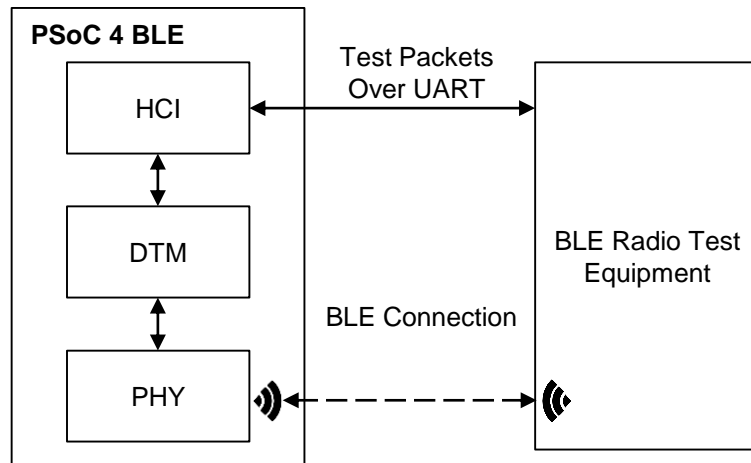 PSoC 4 BLE
HCI
Test Packets
Over UART
DTM
BLE Radio Test
Equipment
BLE Connection
PHY